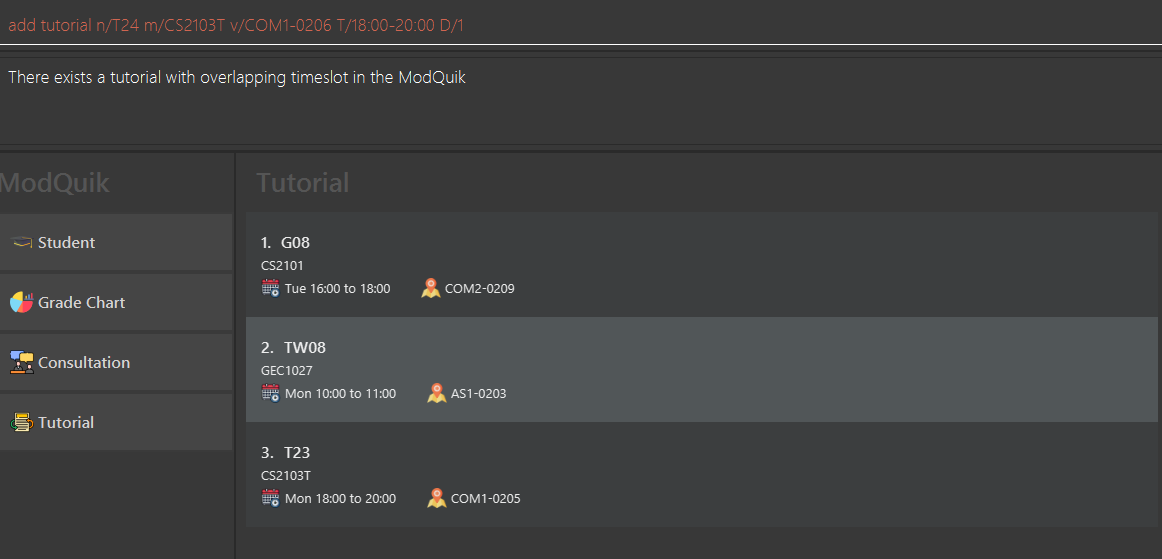 add tutorial n/T24 m/CS2103T v/COM1-0206 T/18:00-20:00 D/1
There exists a tutorial with overlapping timeslot in the ModQuik
ModQuik
Student
Grade Chart
Consultation
Tutorial
Tutorial
1. G08
CS2101
Tue 16:00 to 18:00 COM2-0209
2. TW08
GEC1027
Mon 10:00 to 11:00 AS1-0203
3. T23
CS2103T
Mon 18:00 to 20:00 COM1-0205